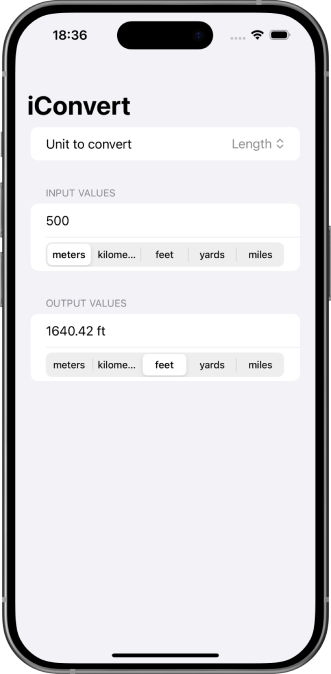 18:36
iConvert
Unit to convert Length
INPUT VALUES
500
meters kilome... feet yards miles
OUTPUT VALUES
1640.42 ft
meters kilome... feet yards miles